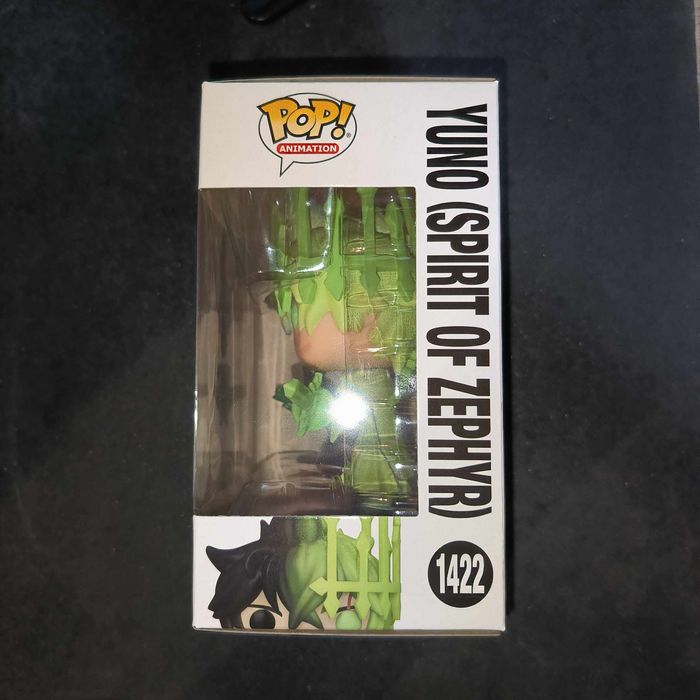 POP!
ANIMATION
YUNO (SPIRIT OF ZEPHYR)
1422